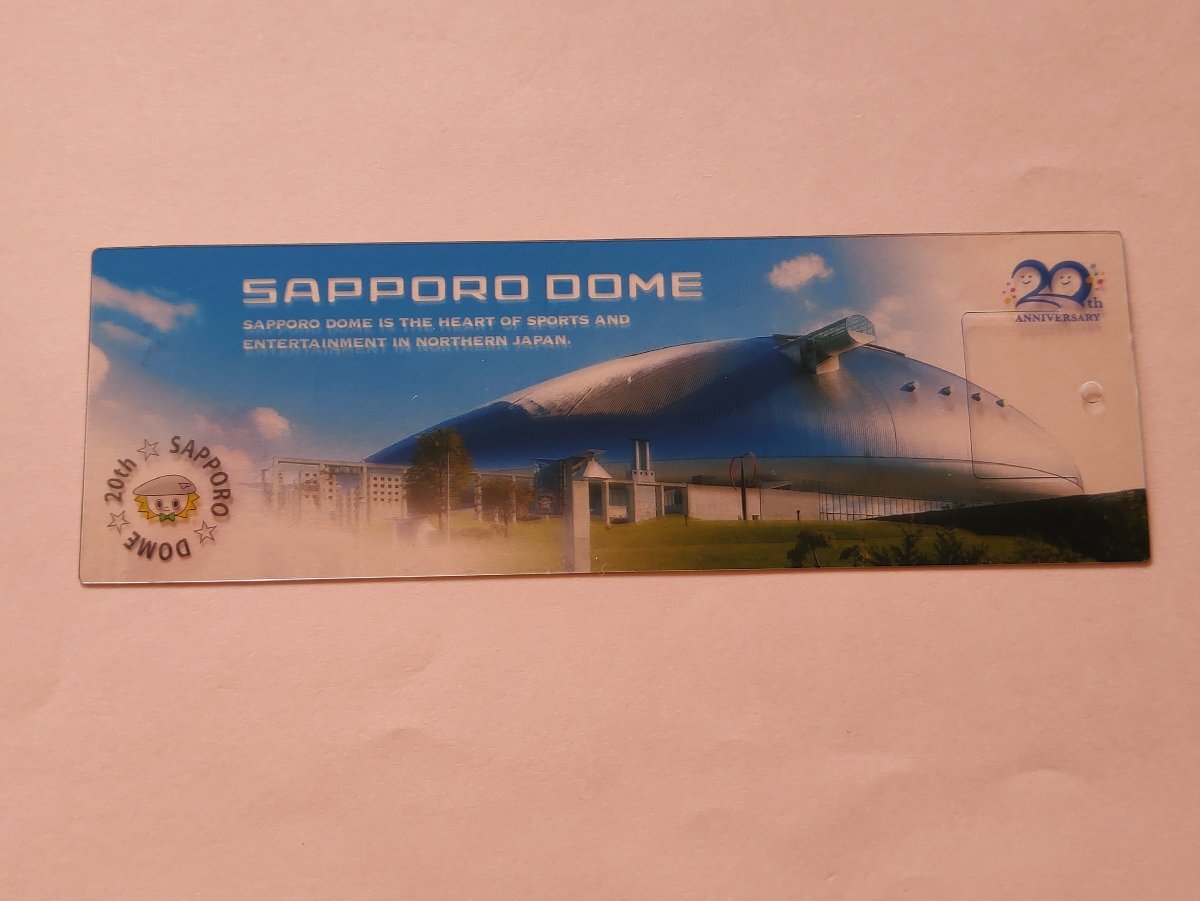 SAPPORO DOME
SAPPORO DOME IS THE HEART OF SPORTS AND
ENTERTAINMENT IN NORTHERN JAPAN.
20th
ANNIVERSARY
20th ☆ SAPPORO ☆ DOME ☆